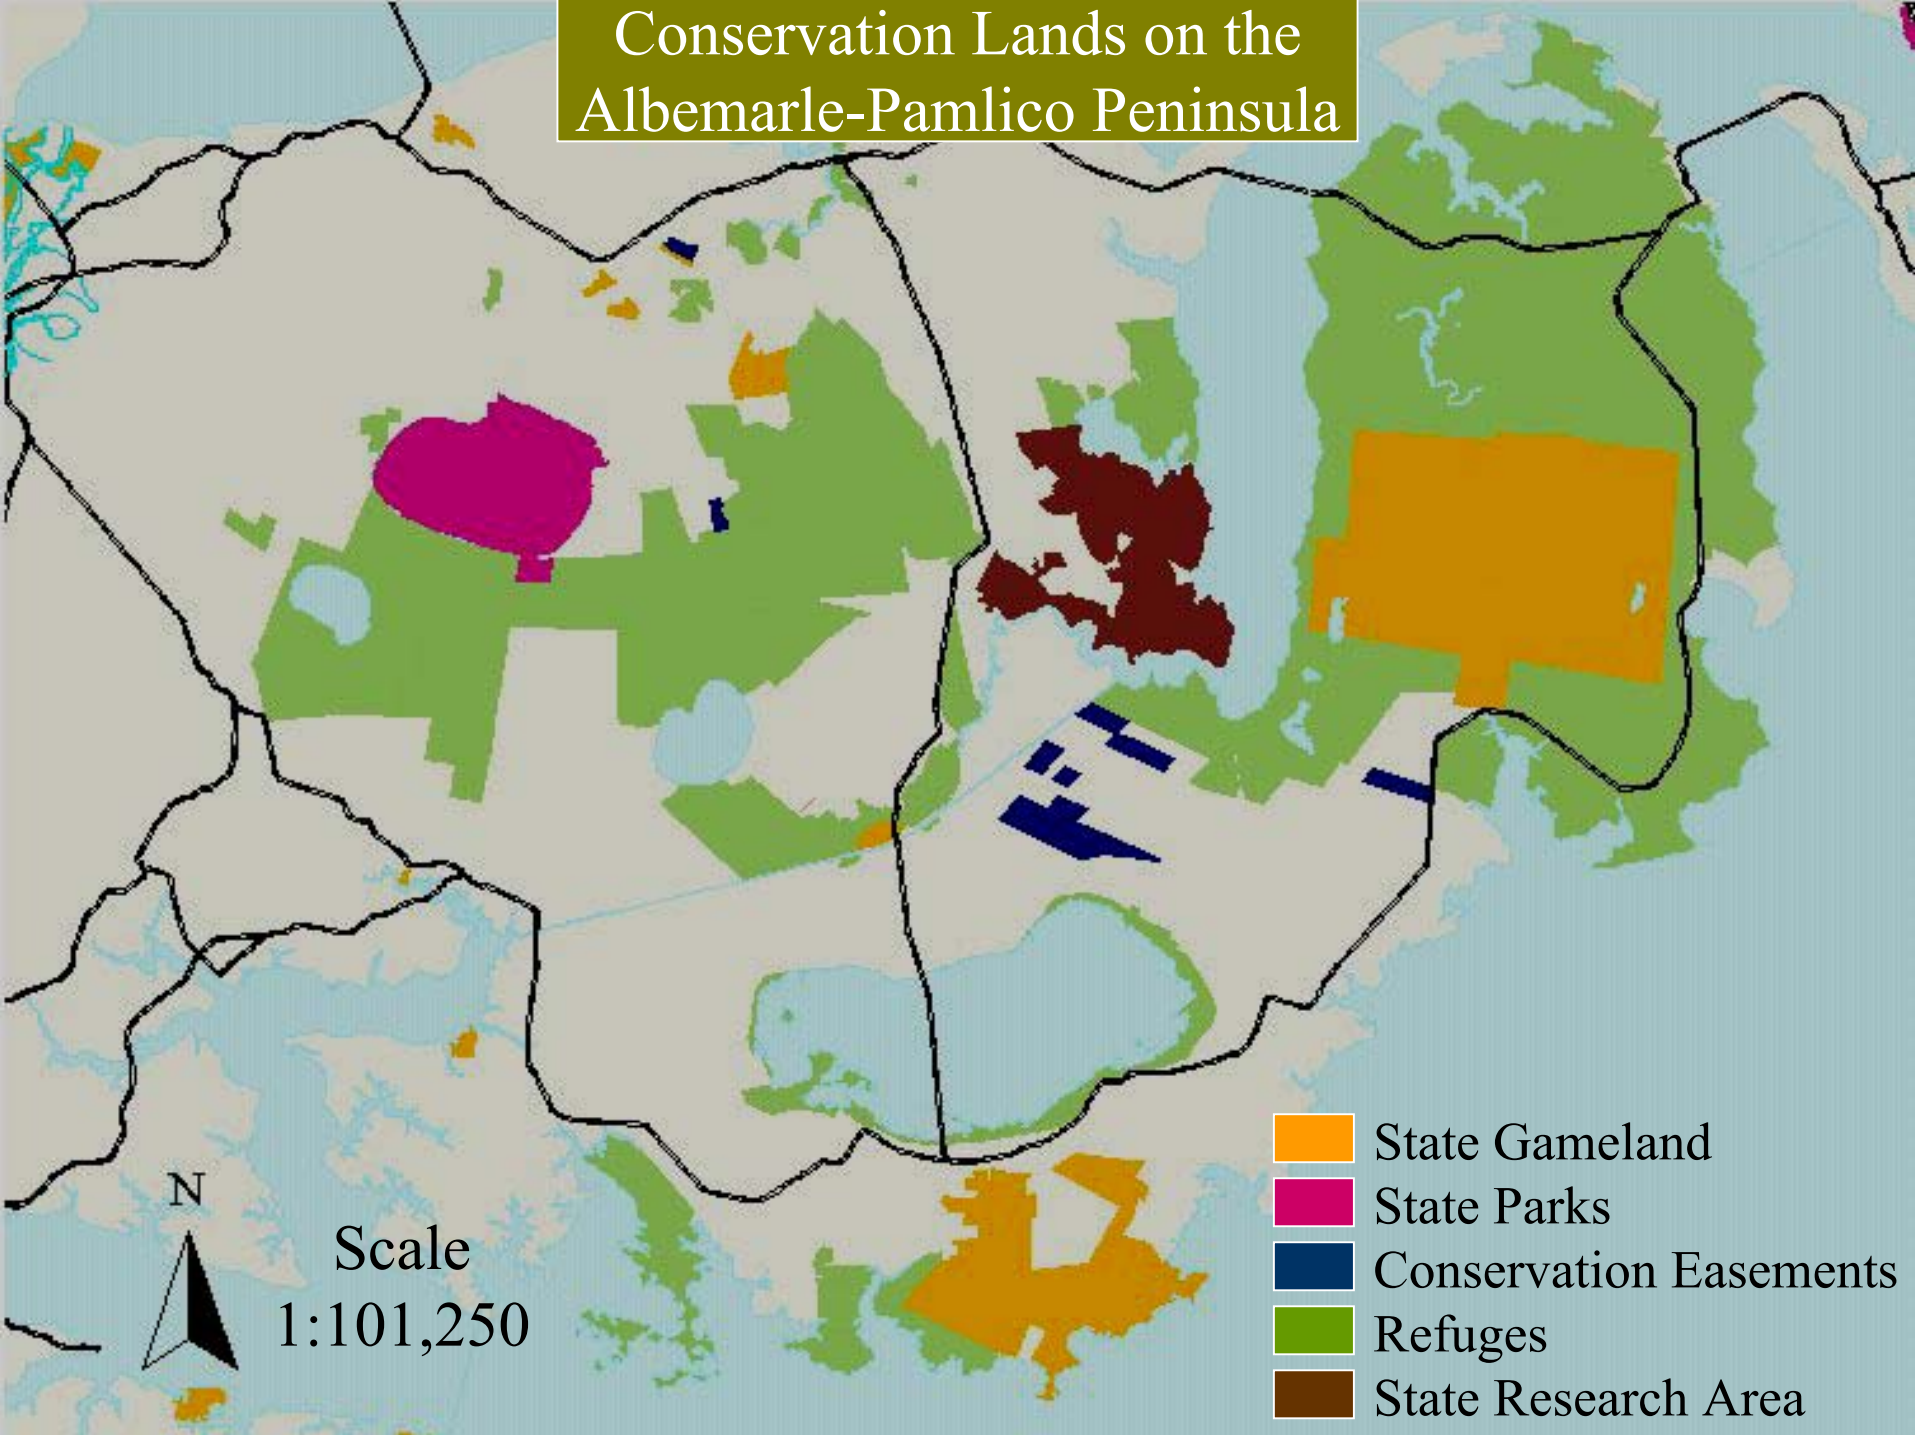 Conservation Lands on the
Albemarle-Pamlico Peninsula
N
Scale
1:101,250
State Gameland
State Parks
Conservation Easements
Refuges
State Research Area